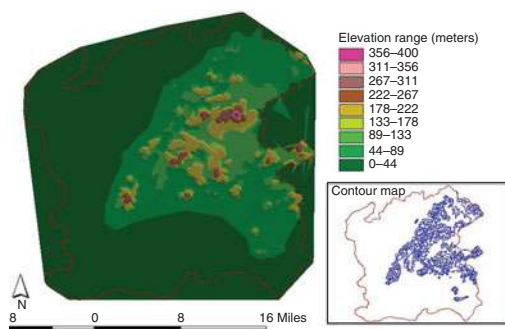 Elevation range (meters)
356–400
311–356
267–311
222–267
178–222
133–178
89–133
44–89
0–44
Contour map
N
8 0 8 16 Miles